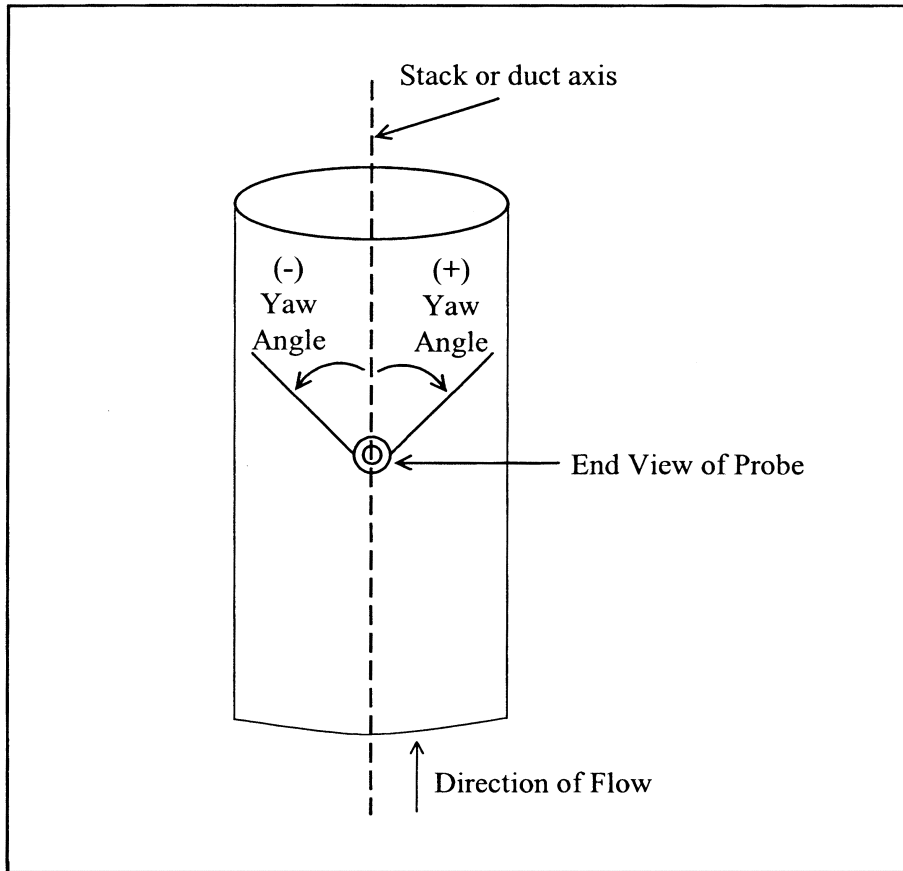 Stack or duct axis
(-)
Yaw
Angle
(+)
Yaw
Angle
End View of Probe
Direction of Flow